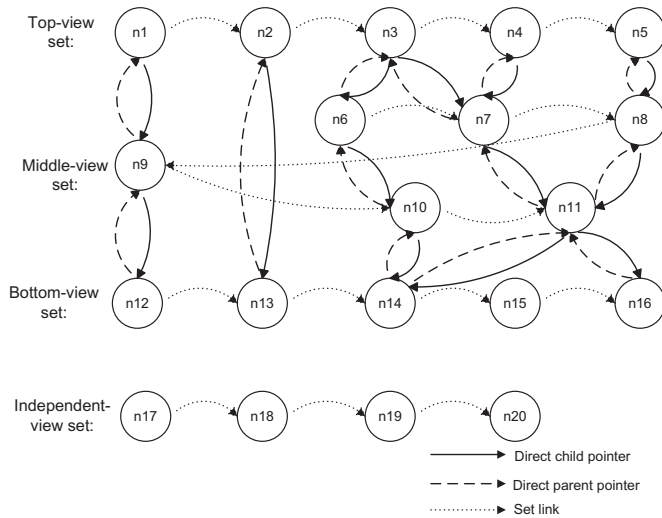 Top-view
set:
n1
n2
n3
n4
n5
n6
n7
n8
Middle-view
set:
n9
n10
n11
Bottom-view
set:
n12
n13
n14
n15
n16
Independent-
view set:
n17
n18
n19
n20
Direct child pointer
Direct parent pointer
Set link